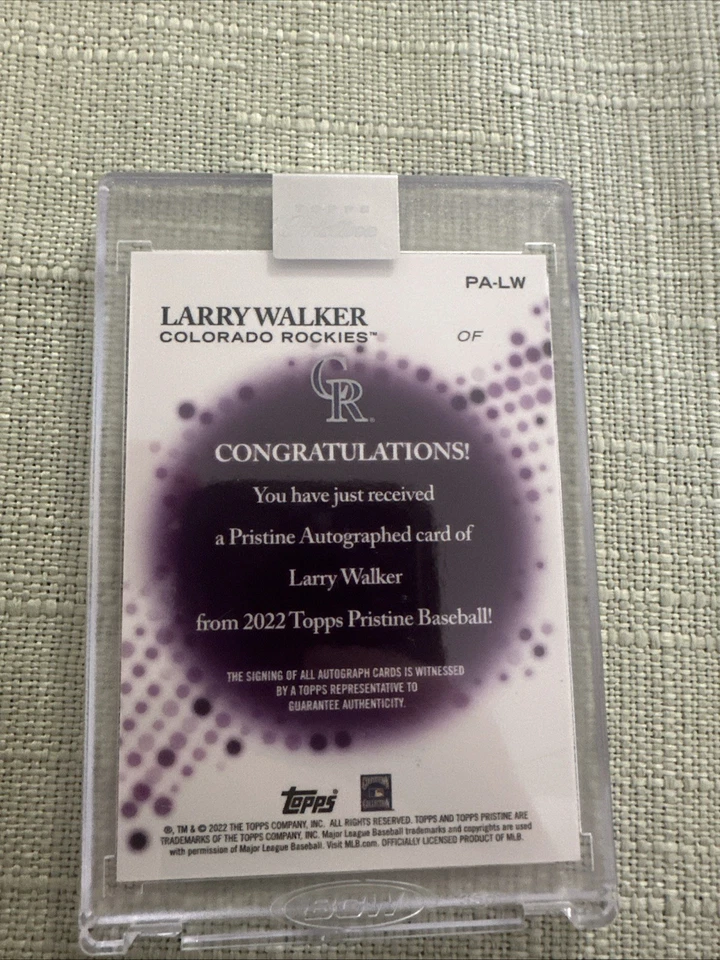 TOPPS
Pristine
PA-LW
LARRY WALKER
COLORADO ROCKIES™
OF
CR
CONGRATULATIONS!
You have just received
a Pristine Autographed card of
Larry Walker
from 2022 Topps Pristine Baseball!
THE SIGNING OF ALL AUTOGRAPH CARDS IS WITNESSED
BY A TOPPS REPRESENTATIVE TO
GUARANTEE AUTHENTICITY.
topps
®, TM & © 2022 THE TOPPS COMPANY, INC. ALL RIGHTS RESERVED. TOPPS AND TOPPS PRISTINE ARE
TRADEMARKS OF THE TOPPS COMPANY, INC. Major League Baseball trademarks and copyrights are used
with permission of Major League Baseball. Visit MLB.com. OFFICIALLY LICENSED PRODUCT OF MLB.
BCW